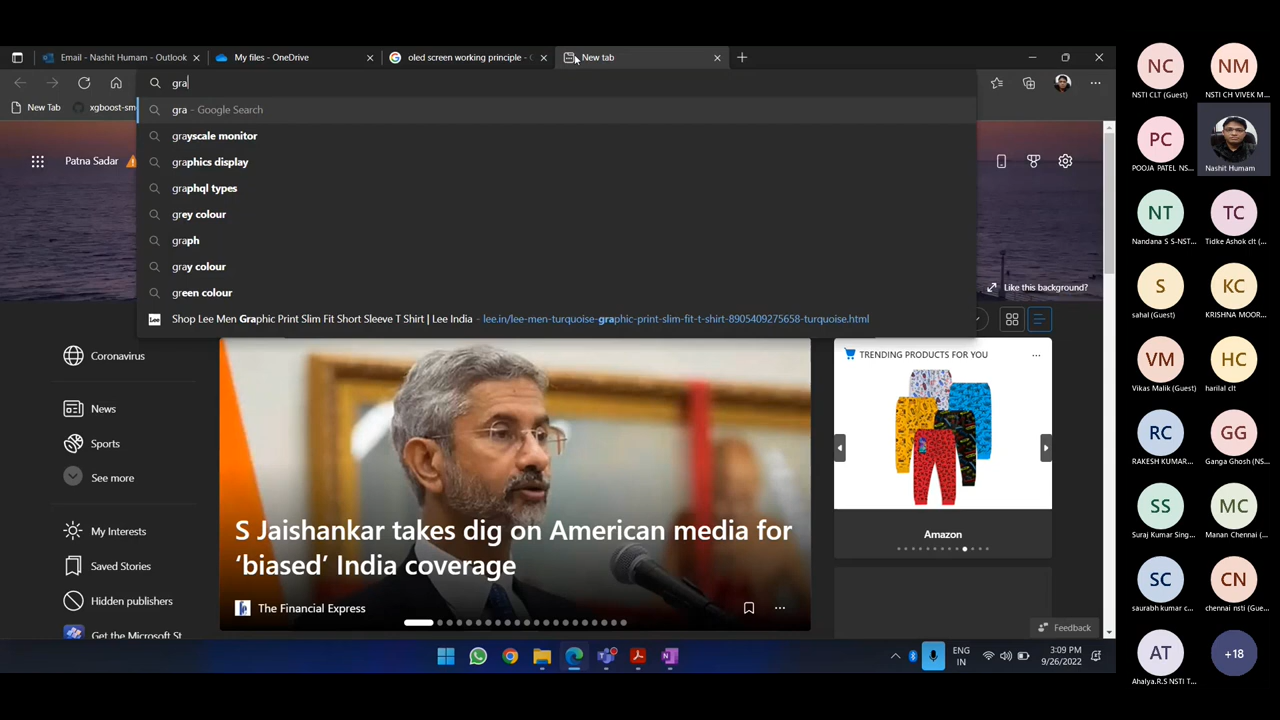 Email - Nashit Humam - Outlook
My files - OneDrive
oled screen working principle -
New tab
gra
New Tab
xgboost-sm
gra - Google Search
grayscale monitor
graphics display
graphql types
grey colour
graph
gray colour
green colour
Lee
Shop Lee Men Graphic Print Slim Fit Short Sleeve T Shirt | Lee India - lee.in/lee-men-turquoise-graphic-print-slim-fit-t-shirt-8905409275658-turquoise.html
Patna Sadar
Like this background?
Coronavirus
News
Sports
See more
My Interests
Saved Stories
Hidden publishers
Get the Microsoft St
S Jaishankar takes dig on American media for
‘biased’ India coverage
The Financial Express
TRENDING PRODUCTS FOR YOU
Amazon
Feedback
ENG
IN
3:09 PM
9/26/2022
NC
NSTI CLT (Guest)
NM
NSTI CH VIVEK M...
PC
POOJA PATEL NS...
Nashit Humam
NT
Nandana S S-NST...
TC
Tidke Ashok clt (...
S
sahal (Guest)
KC
KRISHNA MOOR...
VM
Vikas Malik (Guest)
HC
harilal clt
RC
RAKESH KUMAR...
GG
Ganga Ghosh (NS...
SS
Suraj Kumar Sing...
MC
Manan Chennai (...
SC
saurabh kumar c...
CN
chennai nsti (Gue...
AT
Ahalya.R.S NSTI T...
+18